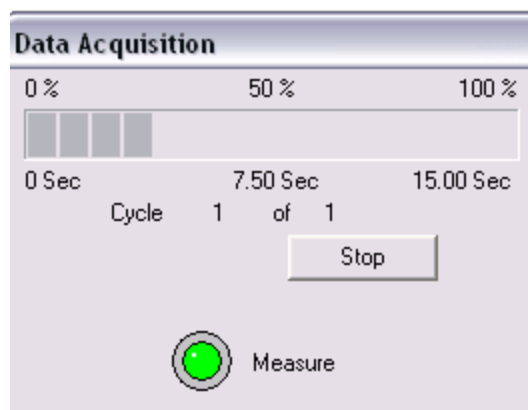 Data Acquisition
0 % 50 % 100 %
0 Sec 7.50 Sec 15.00 Sec
Cycle 1 of 1
Stop
Measure